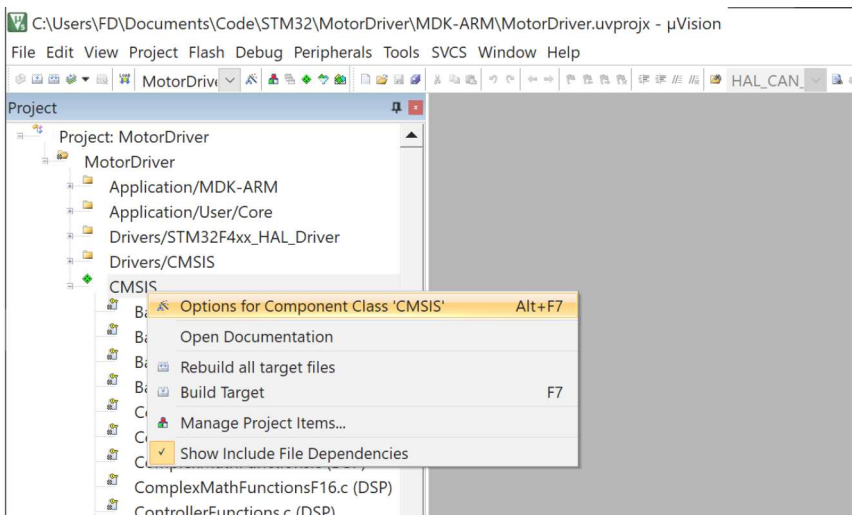 C:\Users\FD\Documents\Code\STM32\MotorDriver\MDK-ARM\MotorDriver.uvprojx - µVision
File Edit View Project Flash Debug Peripherals Tools SVCS Window Help
MotorDrive HAL_CAN_
Project
Project: MotorDriver
MotorDriver
Application/MDK-ARM
Application/User/Core
Drivers/STM32F4xx_HAL_Driver
Drivers/CMSIS
CMSIS
Options for Component Class 'CMSIS' Alt+F7
Open Documentation
Rebuild all target files
Build Target F7
Manage Project Items...
Show Include File Dependencies
ComplexMathFunctionsF16.c (DSP)
ControllerFunctions.c (DSP)